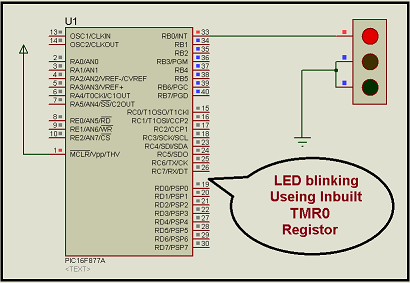 U1
13 OSC1/CLKIN
14 OSC2/CLKOUT
2 RA0/AN0
3 RA1/AN1
4 RA2/AN2/VREF-/CVREF
5 RA3/AN3/VREF+
6 RA4/T0CKI/C1OUT
7 RA5/AN4/SS/C2OUT
8 RE0/AN5/RD
9 RE1/AN6/WR
10 RE2/AN7/CS
1 MCLR/Vpp/THV
RB0/INT 33
RB1 34
RB2 35
RB3/PGM 36
RB4 37
RB5 38
RB6/PGC 39
RB7/PGD 40
RC0/T1OSO/T1CKI 15
RC1/T1OSI/CCP2 16
RC2/CCP1 17
RC3/SCK/SCL 18
RC4/SDI/SDA 23
RC5/SDO 24
RC6/TX/CK 25
RC7/RX/DT 26
RD0/PSP0 19
RD1/PSP1 20
RD2/PSP2 21
RD3/PSP3 22
RD4/PSP4 27
RD5/PSP5 28
RD6/PSP6 29
RD7/PSP7 30
PIC16F877A
<TEXT>
LED blinking
Useing Inbuilt
TMR0
Registor